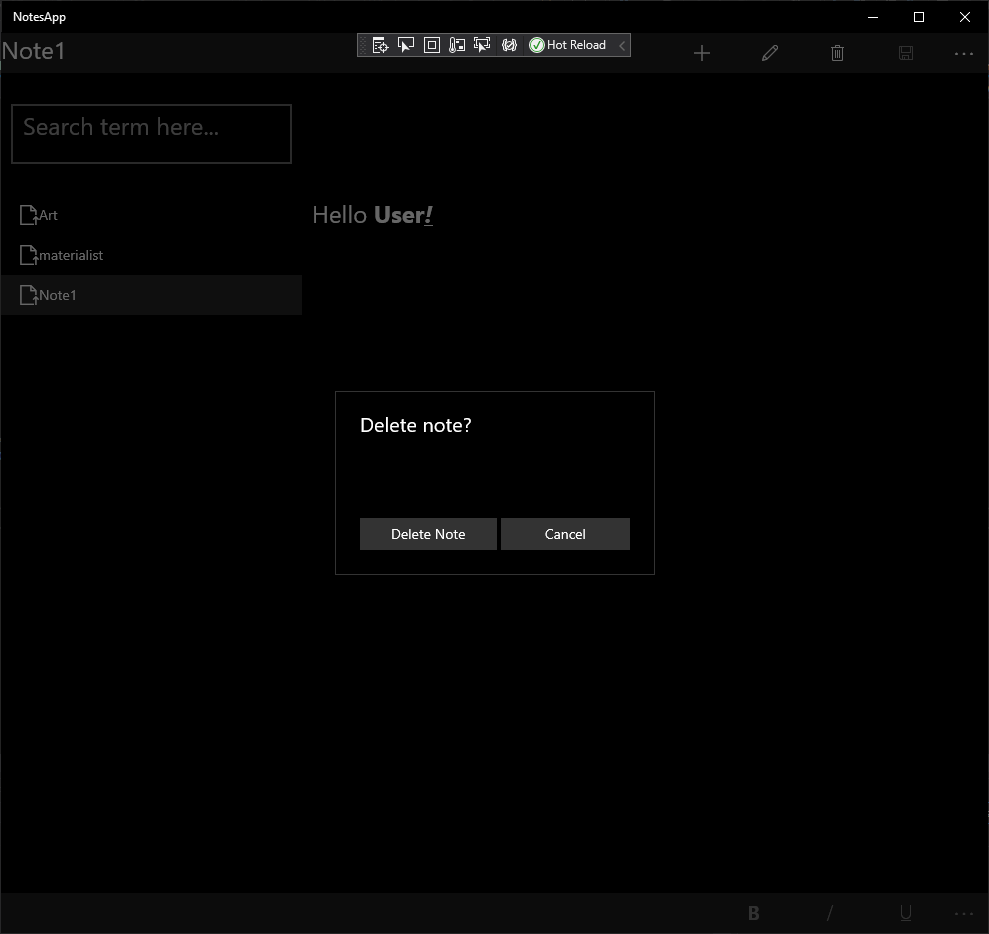 NotesApp
Note1
Hot Reload
Search term here...
Art
Hello User!
materialist
Note1
Delete note?
Delete Note
Cancel
B
I
U